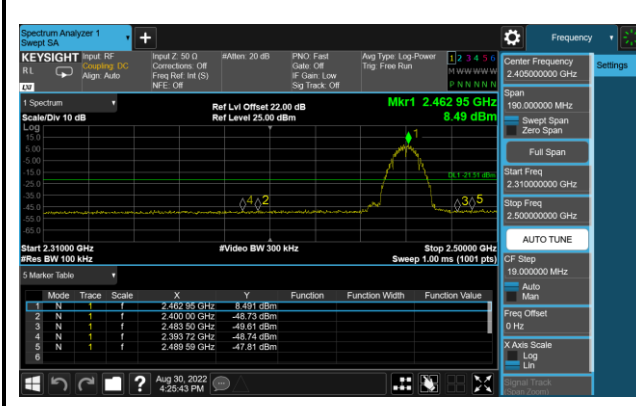 Spectrum Analyzer 1
Swept SA
Frequency
KEYSIGHT
RL
Input: RF
Coupling: DC
Align: Auto
Input Z: 50 Ω
Corrections: Off
Freq Ref: Int (S)
NFE: Off
#Atten: 20 dB
PNO: Fast
Gate: Off
IF Gain: Low
Sig Track: Off
Avg Type: Log-Power
Trig: Free Run
1 2 3 4 5 6
M W W W W W
P N N N N N
1 Spectrum
Scale/Div 10 dB
Ref Lvl Offset 22.00 dB
Ref Level 25.00 dBm
Mkr1 2.462 95 GHz
8.49 dBm
Log
15.0
5.00
-5.00
-15.0
-25.0
-35.0
-45.0
-55.0
-65.0
1
DL1 -21.51 dBm
4
2
3
5
Start 2.31000 GHz
#Res BW 100 kHz
#Video BW 300 kHz
Stop 2.50000 GHz
Sweep 1.00 ms (1001 pts)
5 Marker Table
Mode Trace Scale X Y Function Function Width Function Value
1 N 1 f 2.462 95 GHz 8.491 dBm
2 N 1 f 2.400 00 GHz -48.73 dBm
3 N 1 f 2.483 50 GHz -49.61 dBm
4 N 1 f 2.393 72 GHz -48.74 dBm
5 N 1 f 2.489 59 GHz -47.81 dBm
6
Aug 30, 2022
4:25:43 PM
Center Frequency
2.405000000 GHz
Settings
Span
190.000000 MHz
Swept Span
Zero Span
Full Span
Start Freq
2.310000000 GHz
Stop Freq
2.500000000 GHz
AUTO TUNE
CF Step
19.000000 MHz
Auto
Man
Freq Offset
0 Hz
X Axis Scale
Log
Lin
Signal Track
(Span Zoom)